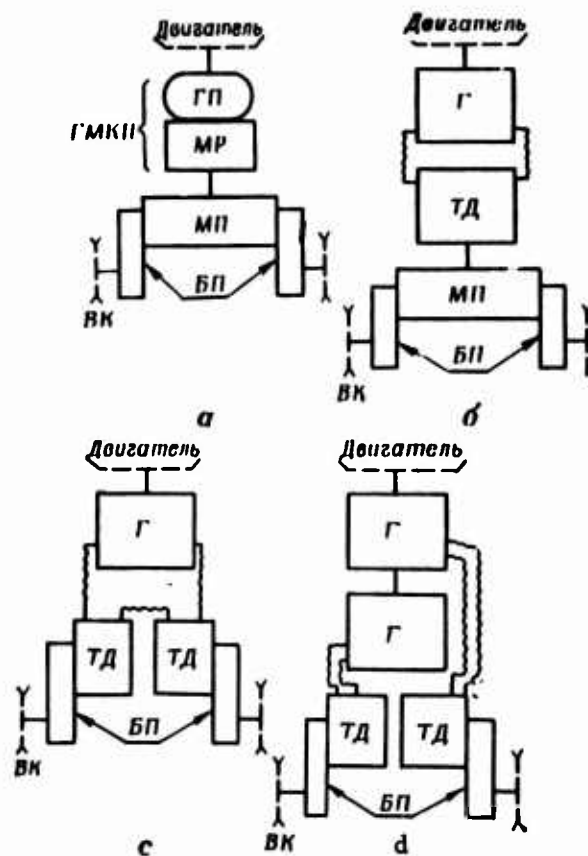 Двигатель
ГП
ГМКП
МР
МП
БП
ВК
а
Двигатель
Г
ТД
МП
БП
ВК
б
Двигатель
Г
ТД ТД
БП
ВК
c
Двигатель
Г
Г
ТД ТД
БП
ВК
d